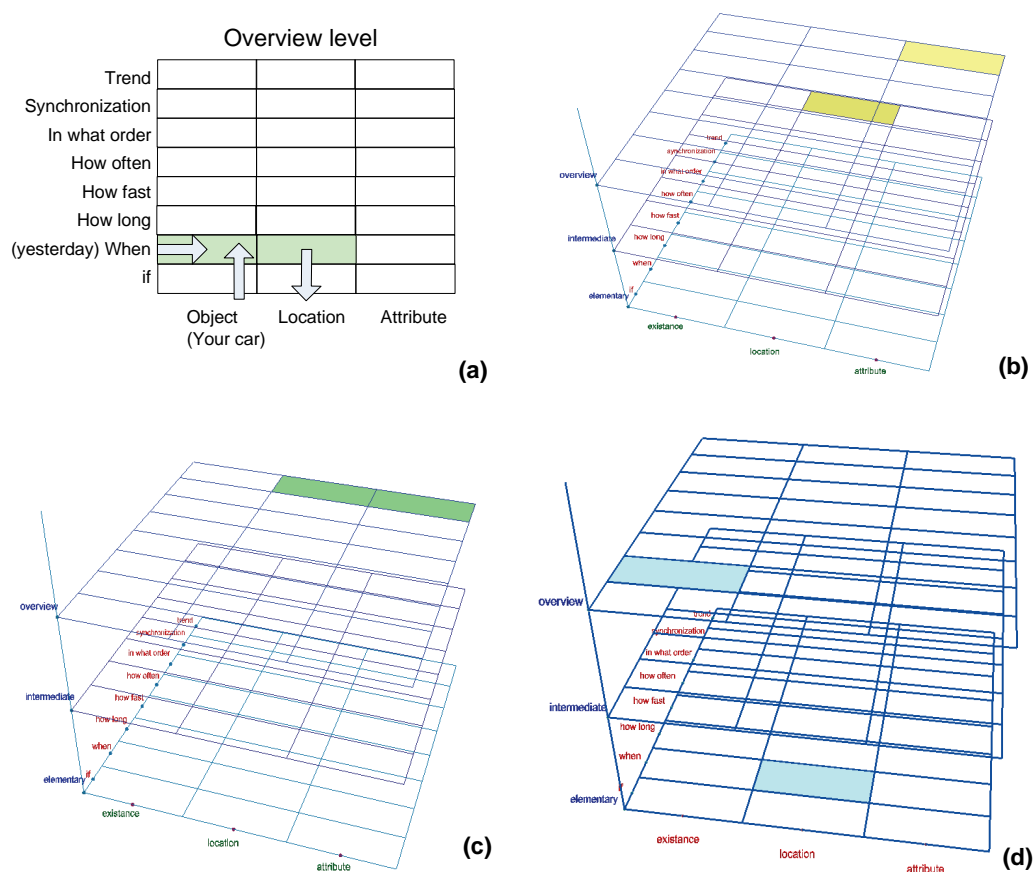 Overview level
Trend
Synchronization
In what order
How often
How fast
How long
(yesterday) When
if
Object Location Attribute
(Your car)
(a)
trend
synchronization
in what order
overview
how often
how fast
intermediate
how long
when
elementary
if
existance
location
attribute
(b)
overview
trend
synchronization
in what order
how often
intermediate
how fast
how long
when
elementary
if
existance
location
attribute
(c)
overview
trend
synchronization
in what order
how often
intermediate
how fast
how long
when
if
elementary
existance
location
attribute
(d)